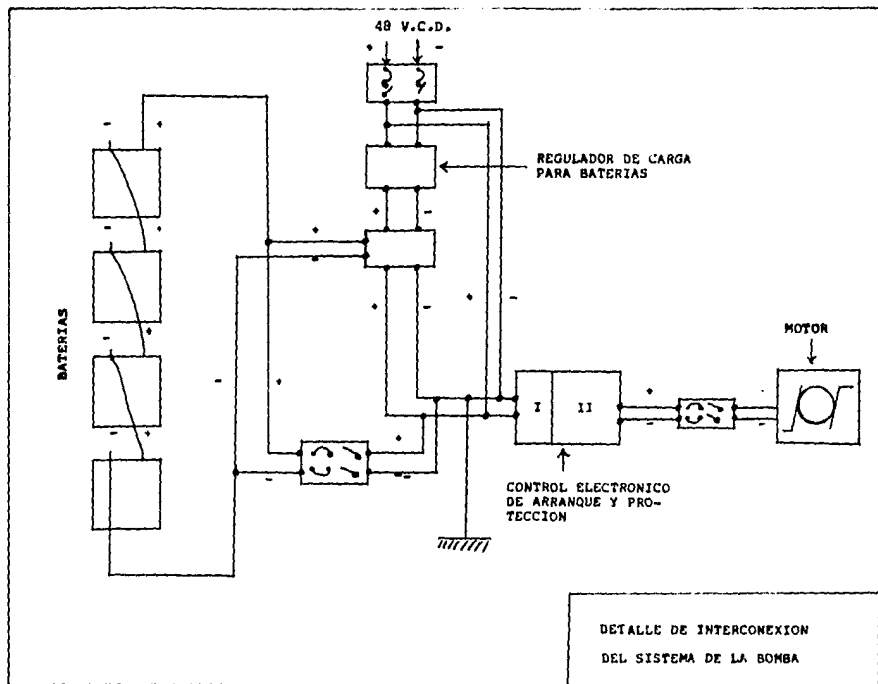 48 V.C.D.
+ -
REGULADOR DE CARGA
PARA BATERIAS
- +
- +
- +
- +
BATERIAS
+ -
+
-
+ -
+ -
- +
MOTOR
I II
+
-
-
-
+
-
- --
CONTROL ELECTRONICO
DE ARRANQUE Y PRO-
TECCION
DETALLE DE INTERCONEXION
DEL SISTEMA DE LA BOMBA